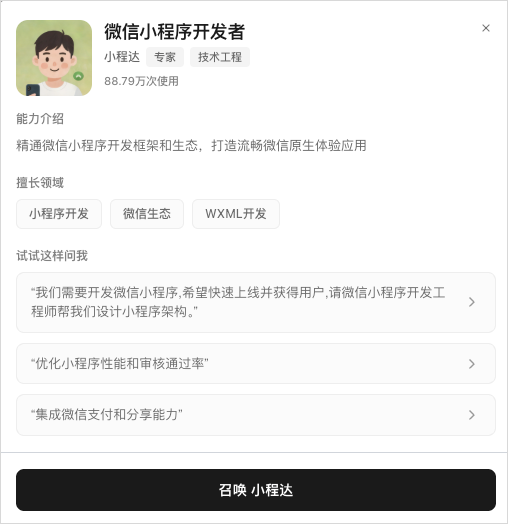 微信小程序开发者
小程达 专家 技术工程
88.79万次使用
能力介绍
精通微信小程序开发框架和生态，打造流畅微信原生体验应用
擅长领域
小程序开发 微信生态 WXML开发
试试这样问我
“我们需要开发微信小程序,希望快速上线并获得用户,请微信小程序开发工
程师帮我们设计小程序架构。”
“优化小程序性能和审核通过率”
“集成微信支付和分享能力”
召唤 小程达